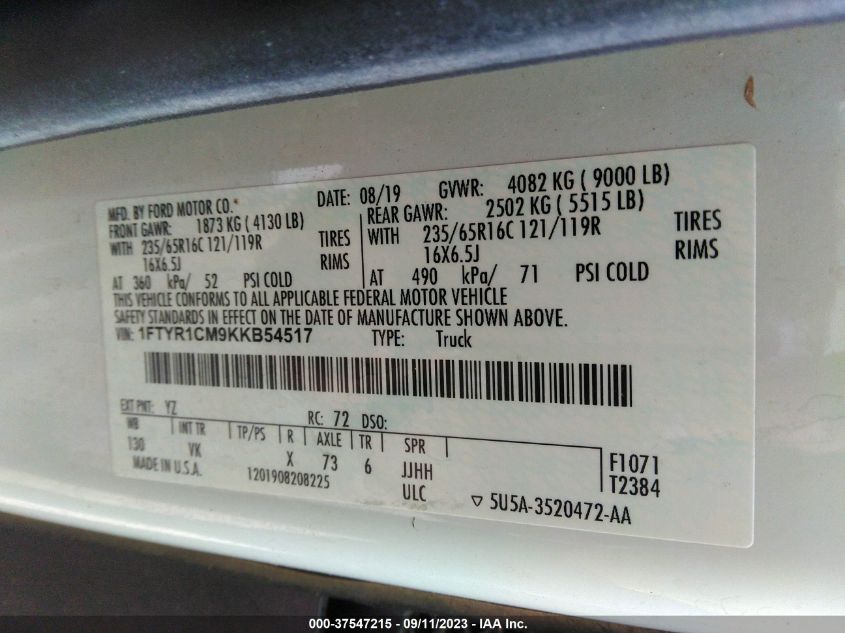 MFD. BY FORD MOTOR CO.*
DATE: 08/19 GVWR: 4082 KG ( 9000 LB)
FRONT GAWR: 1873 KG ( 4130 LB) REAR GAWR: 2502 KG ( 5515 LB)
WITH 235/65R16C 121/119R TIRES WITH 235/65R16C 121/119R TIRES
16X6.5J RIMS 16X6.5J RIMS
AT 360 kPa/ 52 PSI COLD AT 490 kPa/ 71 PSI COLD
THIS VEHICLE CONFORMS TO ALL APPLICABLE FEDERAL MOTOR VEHICLE
SAFETY STANDARDS IN EFFECT ON THE DATE OF MANUFACTURE SHOWN ABOVE.
VIN: 1FTYR1CM9KKB54517 TYPE: Truck
EXT PNT: YZ RC: 72 DSO:
WB INT TR TP/PS R AXLE TR SPR
130 VK X 73 6 JJHH F1071
MADE IN U.S.A. 1201908208225 ULC T2384
▽ 5U5A-3520472-AA
000-37547215 - 09/11/2023 - IAA Inc.